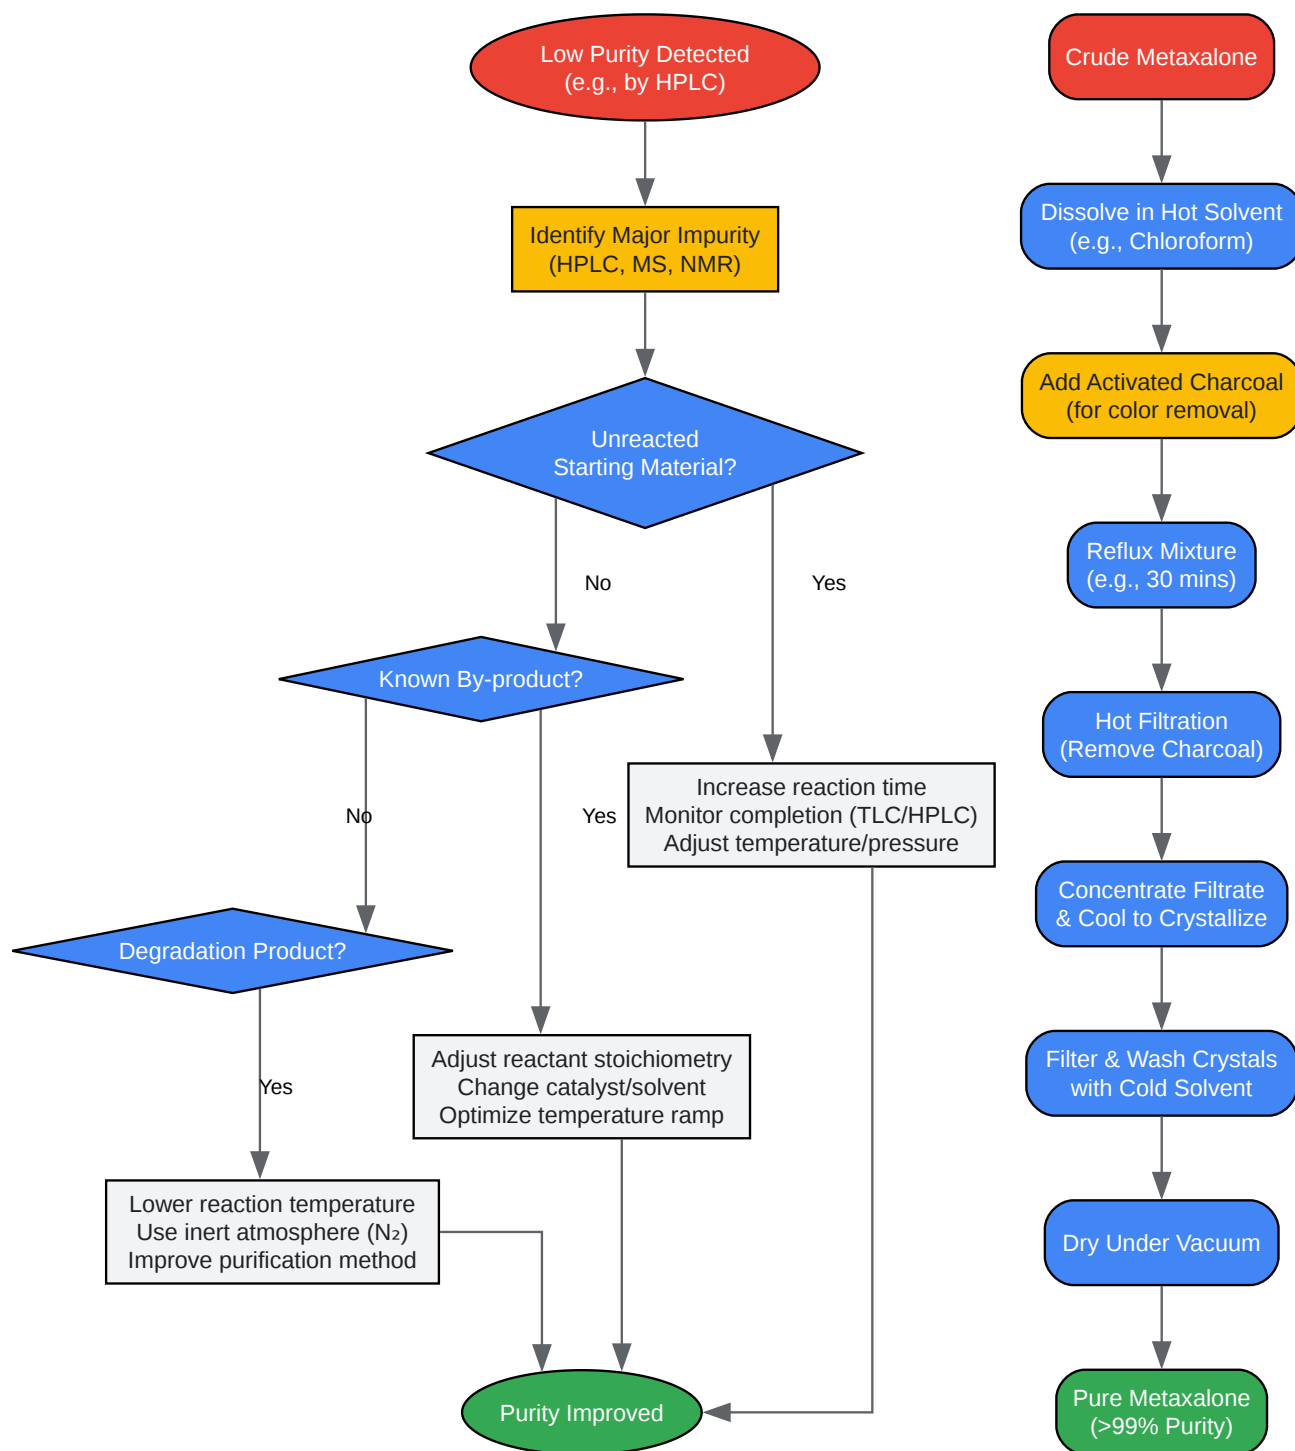 Low Purity Detected
(e.g., by HPLC)
Identify Major Impurity
(HPLC, MS, NMR)
Unreacted
Starting Material?
No
Yes
Known By-product?
Increase reaction time
Monitor completion (TLC/HPLC)
Adjust temperature/pressure
No
Yes
Degradation Product?
Adjust reactant stoichiometry
Change catalyst/solvent
Optimize temperature ramp
Yes
Lower reaction temperature
Use inert atmosphere (N₂)
Improve purification method
Purity Improved
Crude Metaxalone
Dissolve in Hot Solvent
(e.g., Chloroform)
Add Activated Charcoal
(for color removal)
Reflux Mixture
(e.g., 30 mins)
Hot Filtration
(Remove Charcoal)
Concentrate Filtrate
& Cool to Crystallize
Filter & Wash Crystals
with Cold Solvent
Dry Under Vacuum
Pure Metaxalone
(>99% Purity)